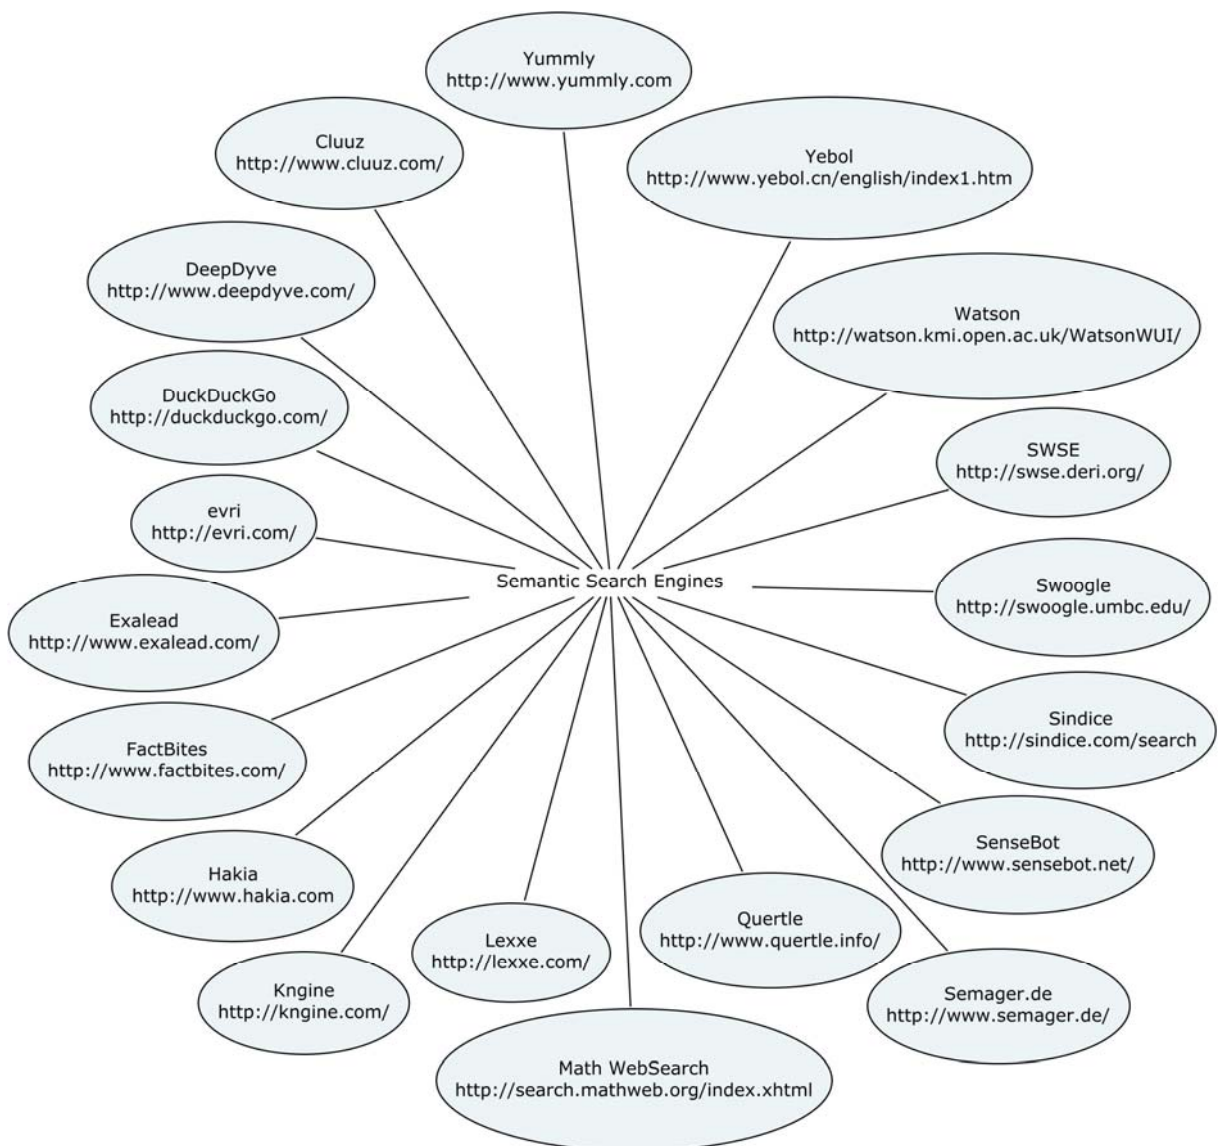 Yummly
http://www.yummly.com
Cluuz
http://www.cluuz.com/
Yebol
http://www.yebol.cn/english/index1.htm
DeepDyve
http://www.deepdyve.com/
Watson
http://watson.kmi.open.ac.uk/WatsonWUI/
DuckDuckGo
http://duckduckgo.com/
SWSE
http://swse.deri.org/
evri
http://evri.com/
Semantic Search Engines
Swoogle
http://swoogle.umbc.edu/
Exalead
http://www.exalead.com/
Sindice
http://sindice.com/search
FactBites
http://www.factbites.com/
SenseBot
http://www.sensebot.net/
Hakia
http://www.hakia.com
Quertle
http://www.quertle.info/
Lexxe
http://lexxe.com/
Kngine
http://kngine.com/
Semager.de
http://www.semager.de/
Math WebSearch
http://search.mathweb.org/index.xhtml